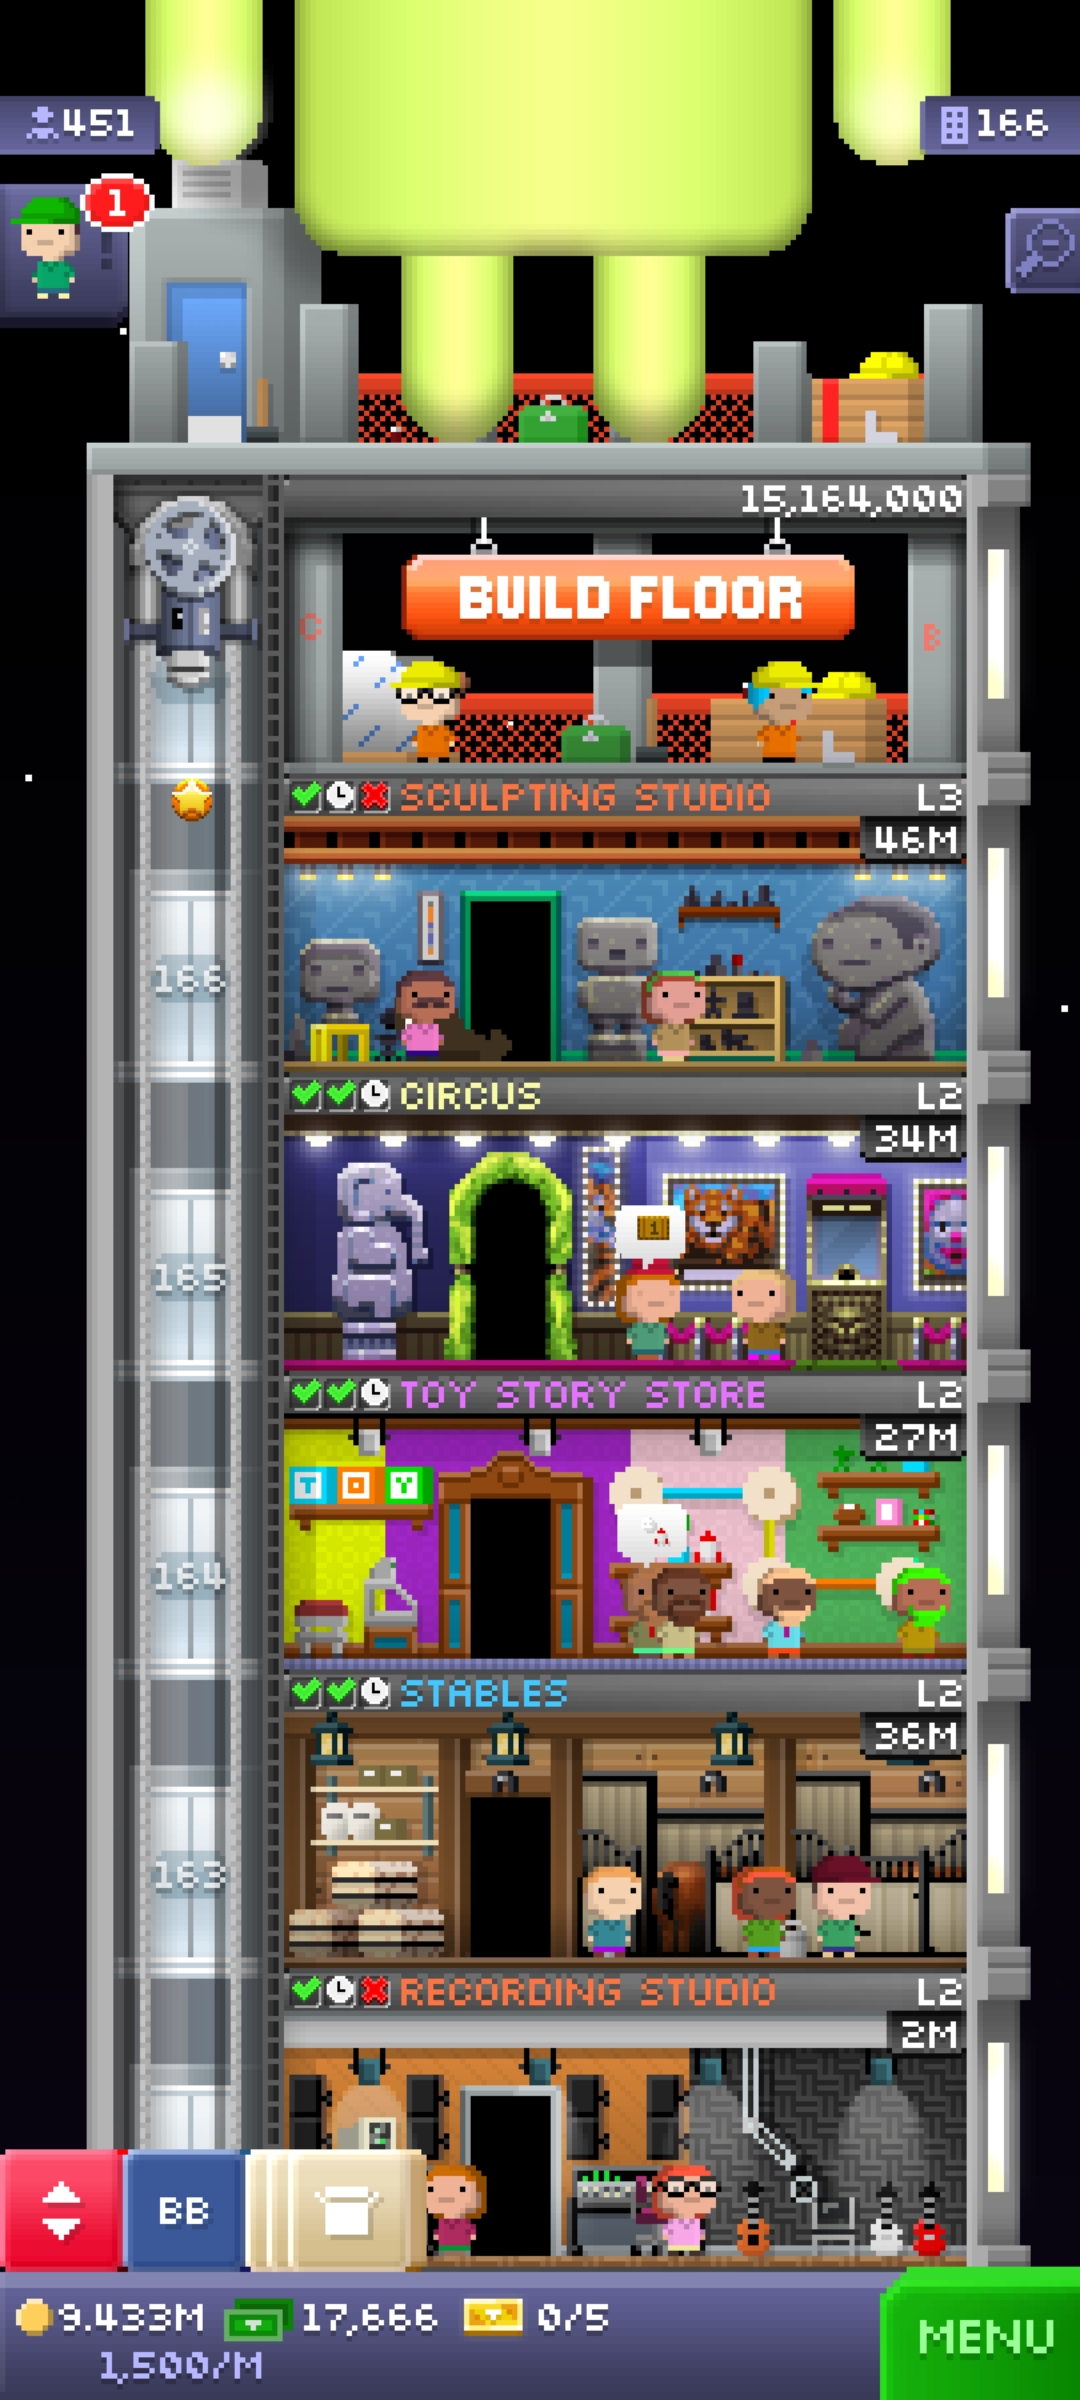 451
166
1
15,164,000
BUILD FLOOR
C
B
SCULPTING STUDIO L3
46M
166
CIRCUS L2
34M
1
165
TOY STORY STORE L2
27M
TOY
164
STABLES L2
36M
163
RECORDING STUDIO L2
2M
BB
9.433M 17,666 0/5
1,500/M
MENU